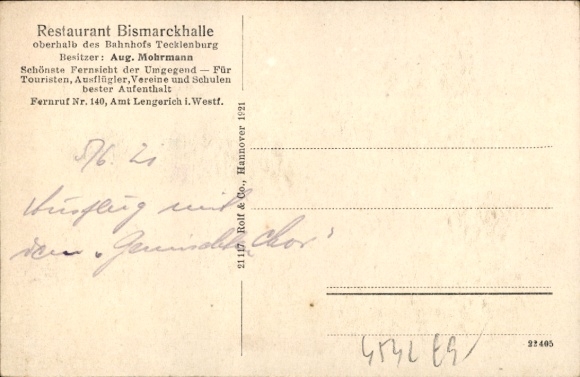 Restaurant Bismarckhalle
oberhalb des Bahnhofs Tecklenburg
Besitzer: Aug. Mohrmann
Schönste Fernsicht der Umgegend — Für
Touristen, Ausflügler, Vereine und Schulen
bester Aufenthalt
Fernruf Nr. 140, Amt Lengerich i. Westf.
5/6. 21
Ausflug mit
dem „Gemischten Chor"
21117 Rolf & Co., Hannover 1921
22405